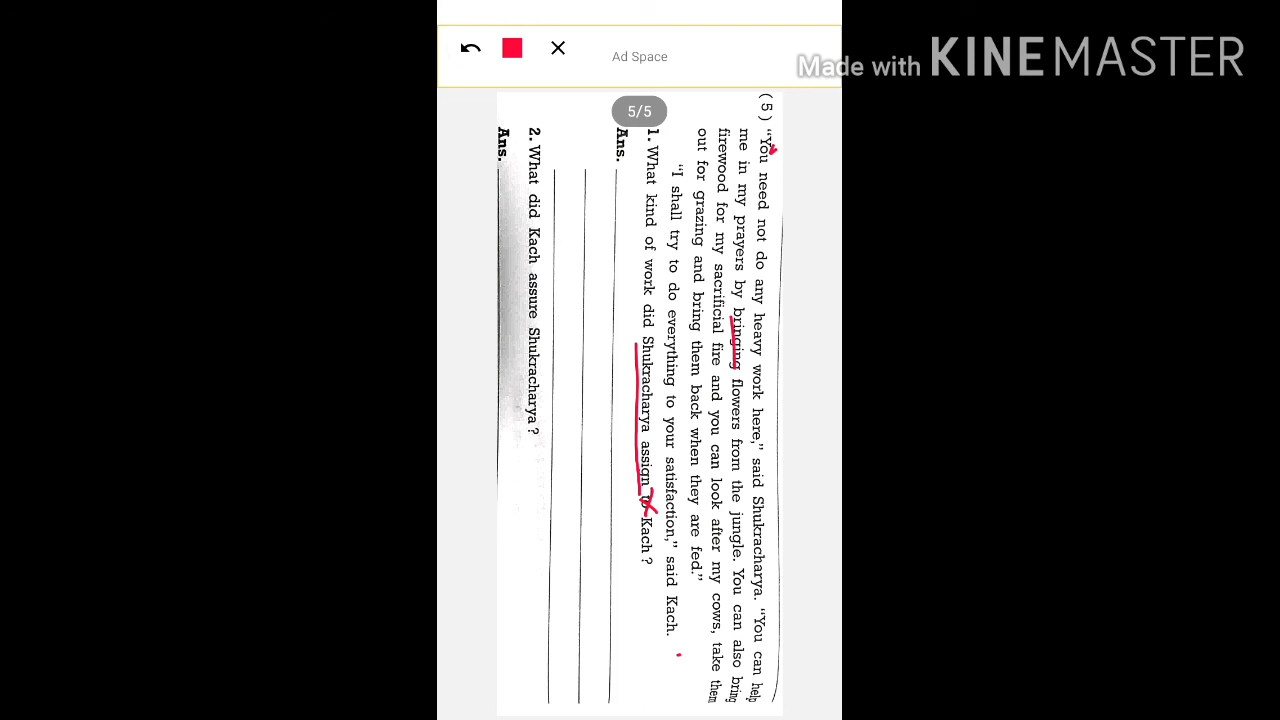 Ad Space
Made with KINEMASTER
5/5
(5) "You need not do any heavy work here," said Shukracharya. "You can help
me in my prayers by bringing flowers from the jungle. You can also bring
firewood for my sacrificial fire and you can look after my cows, take them
out for grazing and bring them back when they are fed."
"I shall try to do everything to your satisfaction," said Kach.
1. What kind of work did Shukracharya assign to Kach?
Ans.
2. What did Kach assure Shukracharya?
Ans.